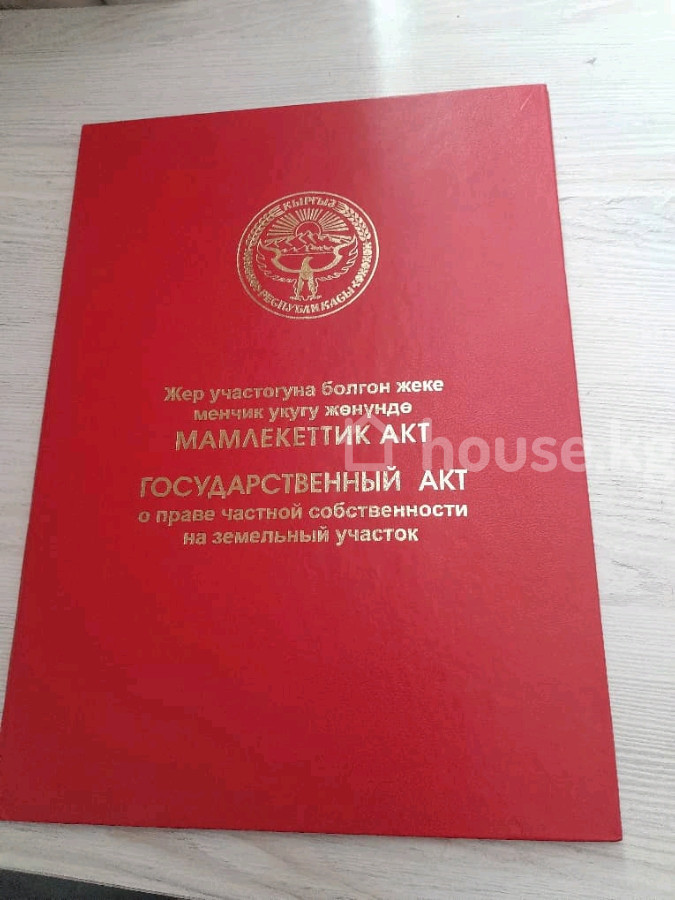 КЫРГЫЗ
РЕСПУБЛИКАСЫ
Жер участогуна болгон жеке
менчик укугу жөнүндө
МАМЛЕКЕТТИК АКТ
ГОСУДАРСТВЕННЫЙ АКТ
о праве частной собственности
на земельный участок
house.kg